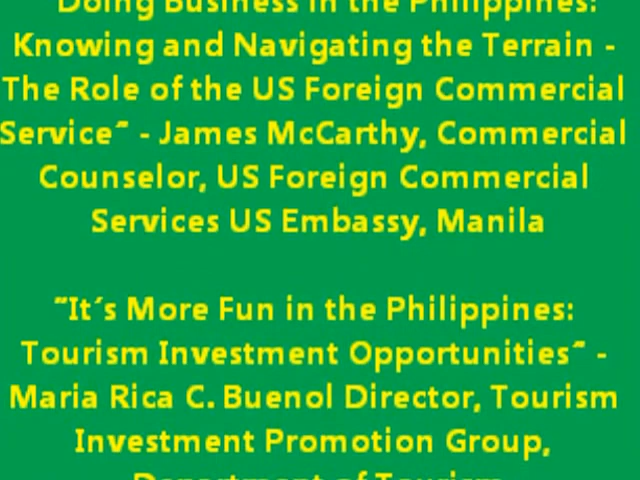 Doing Business in the Philippines:
Knowing and Navigating the Terrain -
The Role of the US Foreign Commercial
Service” - James McCarthy, Commercial
Counselor, US Foreign Commercial
Services US Embassy, Manila
“It´s More Fun in the Philippines:
Tourism Investment Opportunities” -
Maria Rica C. Buenol Director, Tourism
Investment Promotion Group,
Department of Tourism